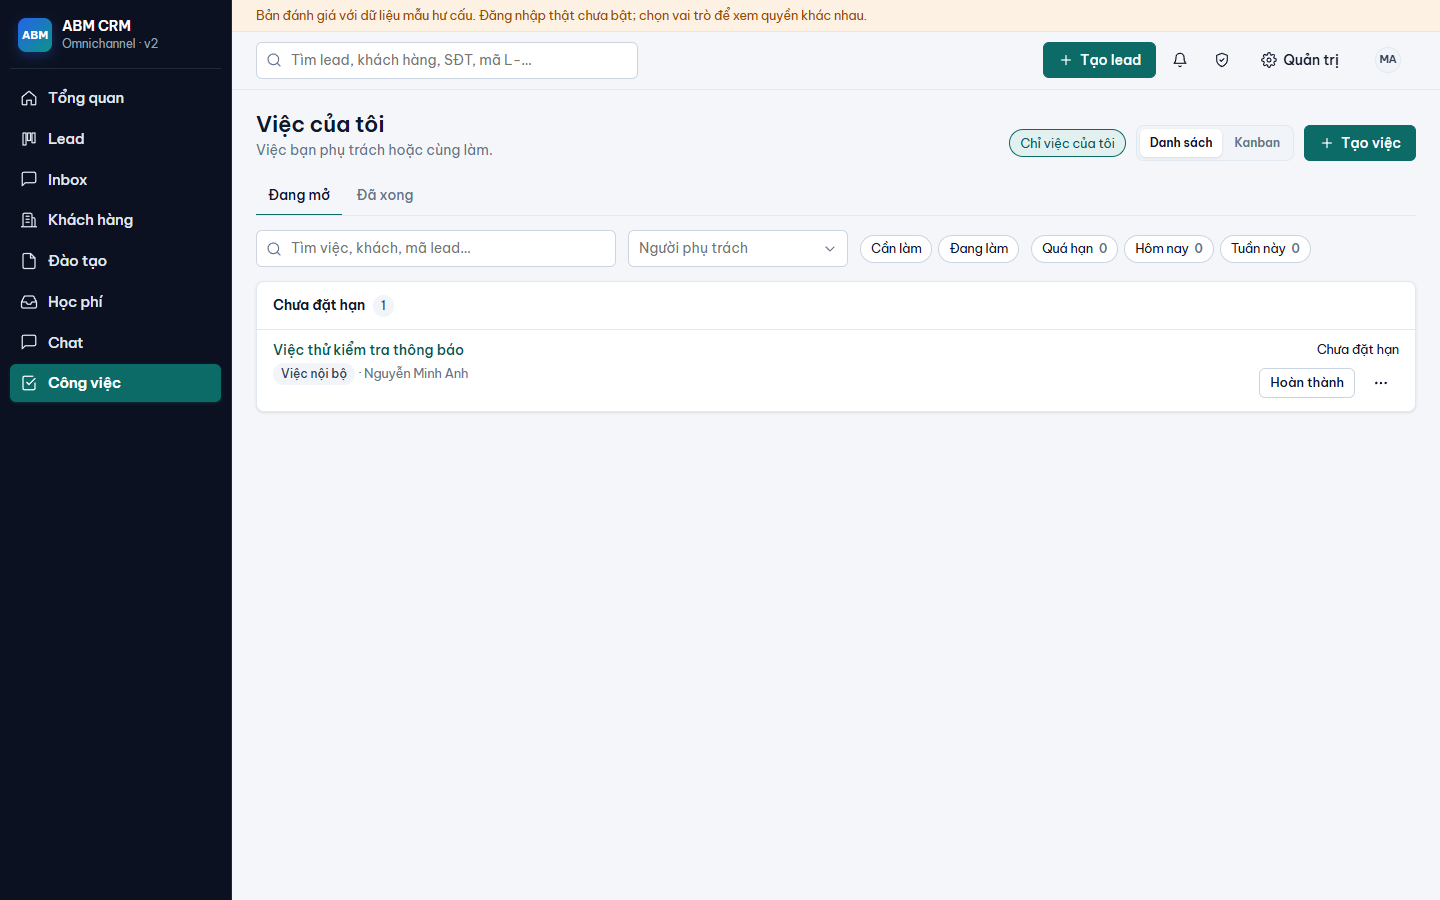 ABM
ABM CRM
Omnichannel · v2
Tổng quan
Lead
Inbox
Khách hàng
Đào tạo
Học phí
Chat
Công việc
Bản đánh giá với dữ liệu mẫu hư cấu. Đăng nhập thật chưa bật; chọn vai trò để xem quyền khác nhau.
Tìm lead, khách hàng, SĐT, mã L-...
Tạo lead
Quản trị
MA
Việc của tôi
Việc bạn phụ trách hoặc cùng làm.
Chỉ việc của tôi
Danh sách
Kanban
Tạo việc
Đang mở
Đã xong
Tìm việc, khách, mã lead...
Người phụ trách
Cần làm
Đang làm
Quá hạn 0
Hôm nay 0
Tuần này 0
Chưa đặt hạn 1
Việc thử kiểm tra thông báo
Chưa đặt hạn
Việc nội bộ · Nguyễn Minh Anh
Hoàn thành